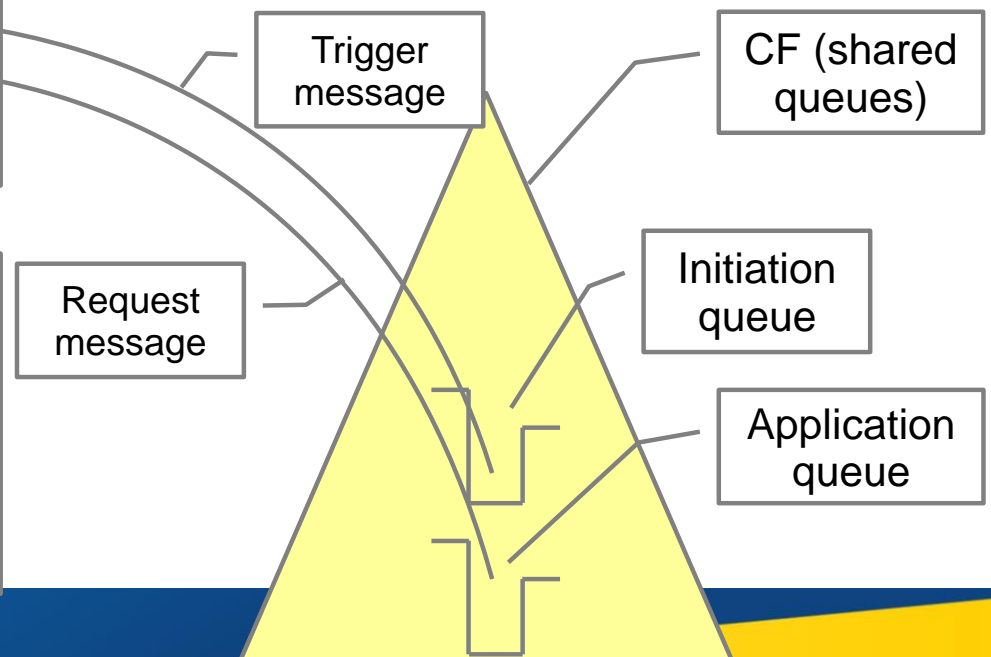 Trigger
message
CF (shared
queues)
Request
message
Initiation
queue
Application
queue